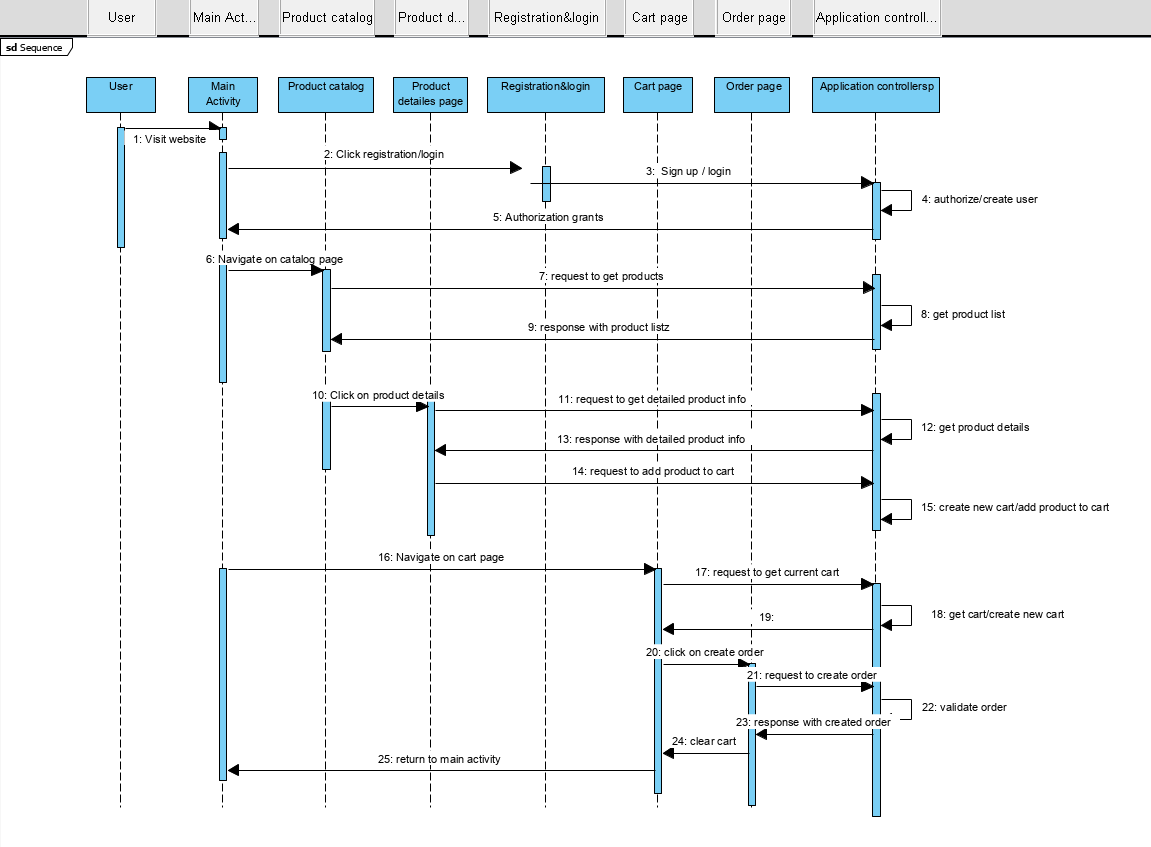 User
Main Act...
Product catalog
Product d...
Registration&login
Cart page
Order page
Application controll...
sd Sequence
User
Main
Activity
Product catalog
Product
detailes page
Registration&login
Cart page
Order page
Application controllersp
1: Visit website
2: Click registration/login
3: Sign up / login
4: authorize/create user
5: Authorization grants
6: Navigate on catalog page
7: request to get products
8: get product list
9: response with product listz
10: Click on product details
11: request to get detailed product info
12: get product details
13: response with detailed product info
14: request to add product to cart
15: create new cart/add product to cart
16: Navigate on cart page
17: request to get current cart
18: get cart/create new cart
19:
20: click on create order
21: request to create order
22: validate order
23: response with created order
24: clear cart
25: return to main activity